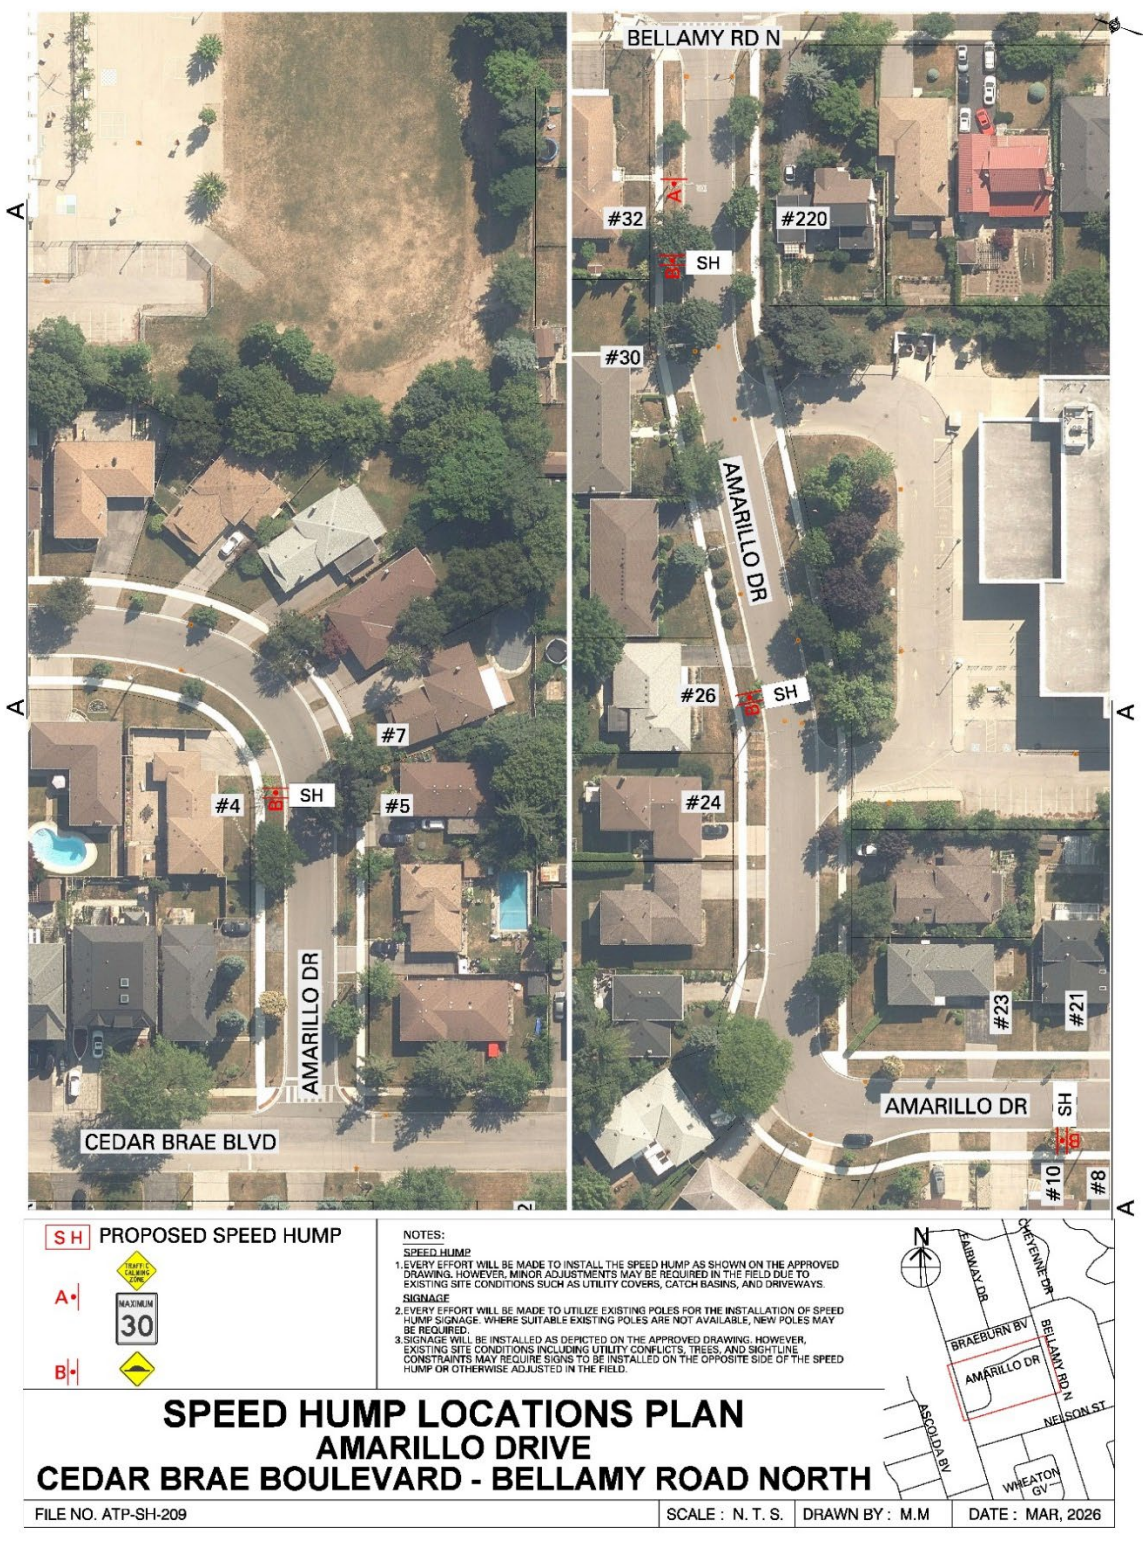 BELLAMY RD N
A
#32
#220
A
BH
SH
#30
AMARILLO DR
#26
B
SH
A
A
#7
#4
B
SH
#5
#24
AMARILLO DR
#23
#21
AMARILLO DR
SH
B
CEDAR BRAE BLVD
#10
#8
A
2
SH PROPOSED SPEED HUMP
TRAFFIC
CALMING
ZONE
A
MAXIMUM
30
B
NOTES:
SPEED HUMP
1. EVERY EFFORT WILL BE MADE TO INSTALL THE SPEED HUMP AS SHOWN ON THE APPROVED
DRAWING. HOWEVER, MINOR ADJUSTMENTS MAY BE REQUIRED IN THE FIELD DUE TO
EXISTING SITE CONDITIONS SUCH AS UTILITY COVERS, CATCH BASINS, AND DRIVEWAYS.
SIGNAGE
2. EVERY EFFORT WILL BE MADE TO UTILIZE EXISTING POLES FOR THE INSTALLATION OF SPEED
HUMP SIGNAGE. WHERE SUITABLE EXISTING POLES ARE NOT AVAILABLE, NEW POLES MAY
BE REQUIRED.
3. SIGNAGE WILL BE INSTALLED AS DEPICTED ON THE APPROVED DRAWING. HOWEVER,
EXISTING SITE CONDITIONS INCLUDING UTILITY CONFLICTS, TREES, AND SIGHTLINE
CONSTRAINTS MAY REQUIRE SIGNS TO BE INSTALLED ON THE OPPOSITE SIDE OF THE SPEED
HUMP OR OTHERWISE ADJUSTED IN THE FIELD.
N
FAIRWAY DR
CHEYENNE DR
BRAEBURN BV
BELLAMY RD N
AMARILLO DR
NELSON ST
ASCOLDA BV
WHEATON
GV
SPEED HUMP LOCATIONS PLAN
AMARILLO DRIVE
CEDAR BRAE BOULEVARD - BELLAMY ROAD NORTH
FILE NO. ATP-SH-209
SCALE : N. T. S.
DRAWN BY : M.M
DATE : MAR, 2026